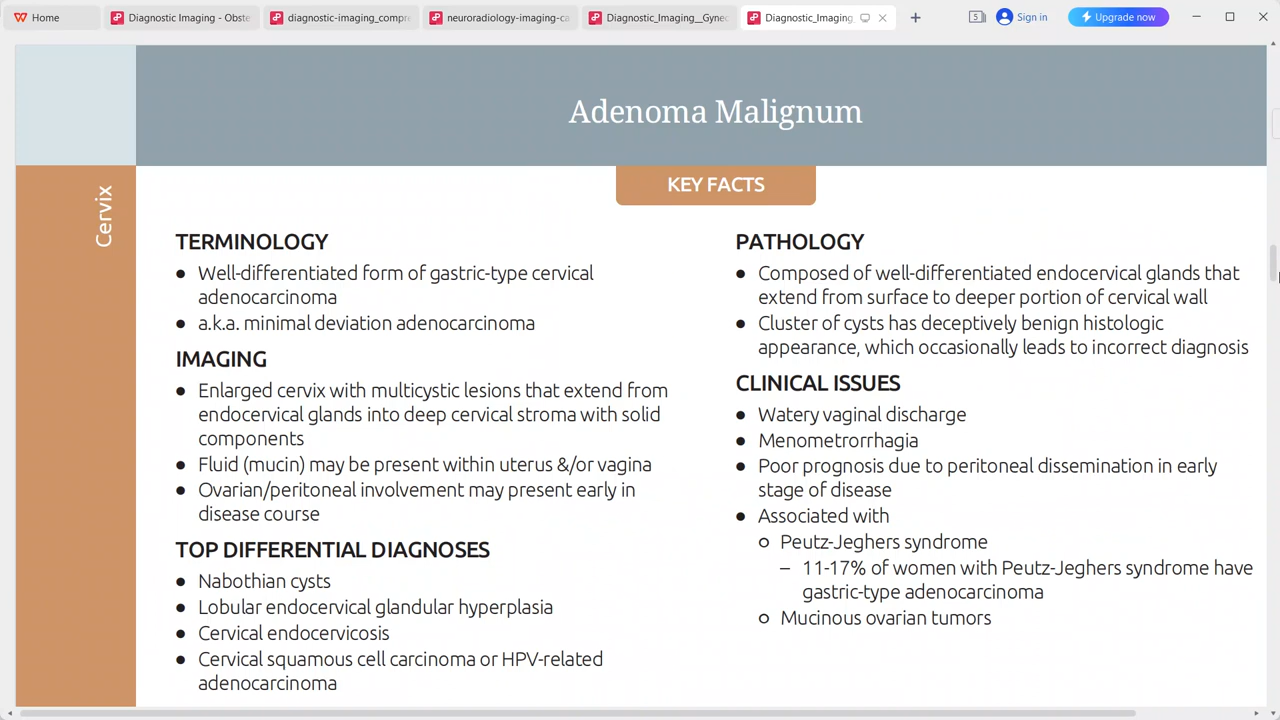 Home
Diagnostic Imaging - Obste
diagnostic-imaging_compre
neuroradiology-imaging-ca
Diagnostic_Imaging__Gynec
Diagnostic_Imaging_
5
Sign in
Upgrade now
Adenoma Malignum
Cervix
KEY FACTS
TERMINOLOGY
● Well-differentiated form of gastric-type cervical
adenocarcinoma
● a.k.a. minimal deviation adenocarcinoma
IMAGING
● Enlarged cervix with multicystic lesions that extend from
endocervical glands into deep cervical stroma with solid
components
● Fluid (mucin) may be present within uterus &/or vagina
● Ovarian/peritoneal involvement may present early in
disease course
TOP DIFFERENTIAL DIAGNOSES
● Nabothian cysts
● Lobular endocervical glandular hyperplasia
● Cervical endocervicosis
● Cervical squamous cell carcinoma or HPV-related
adenocarcinoma
PATHOLOGY
● Composed of well-differentiated endocervical glands that
extend from surface to deeper portion of cervical wall
● Cluster of cysts has deceptively benign histologic
appearance, which occasionally leads to incorrect diagnosis
CLINICAL ISSUES
● Watery vaginal discharge
● Menometrorrhagia
● Poor prognosis due to peritoneal dissemination in early
stage of disease
● Associated with
○ Peutz-Jeghers syndrome
– 11-17% of women with Peutz-Jeghers syndrome have
gastric-type adenocarcinoma
○ Mucinous ovarian tumors